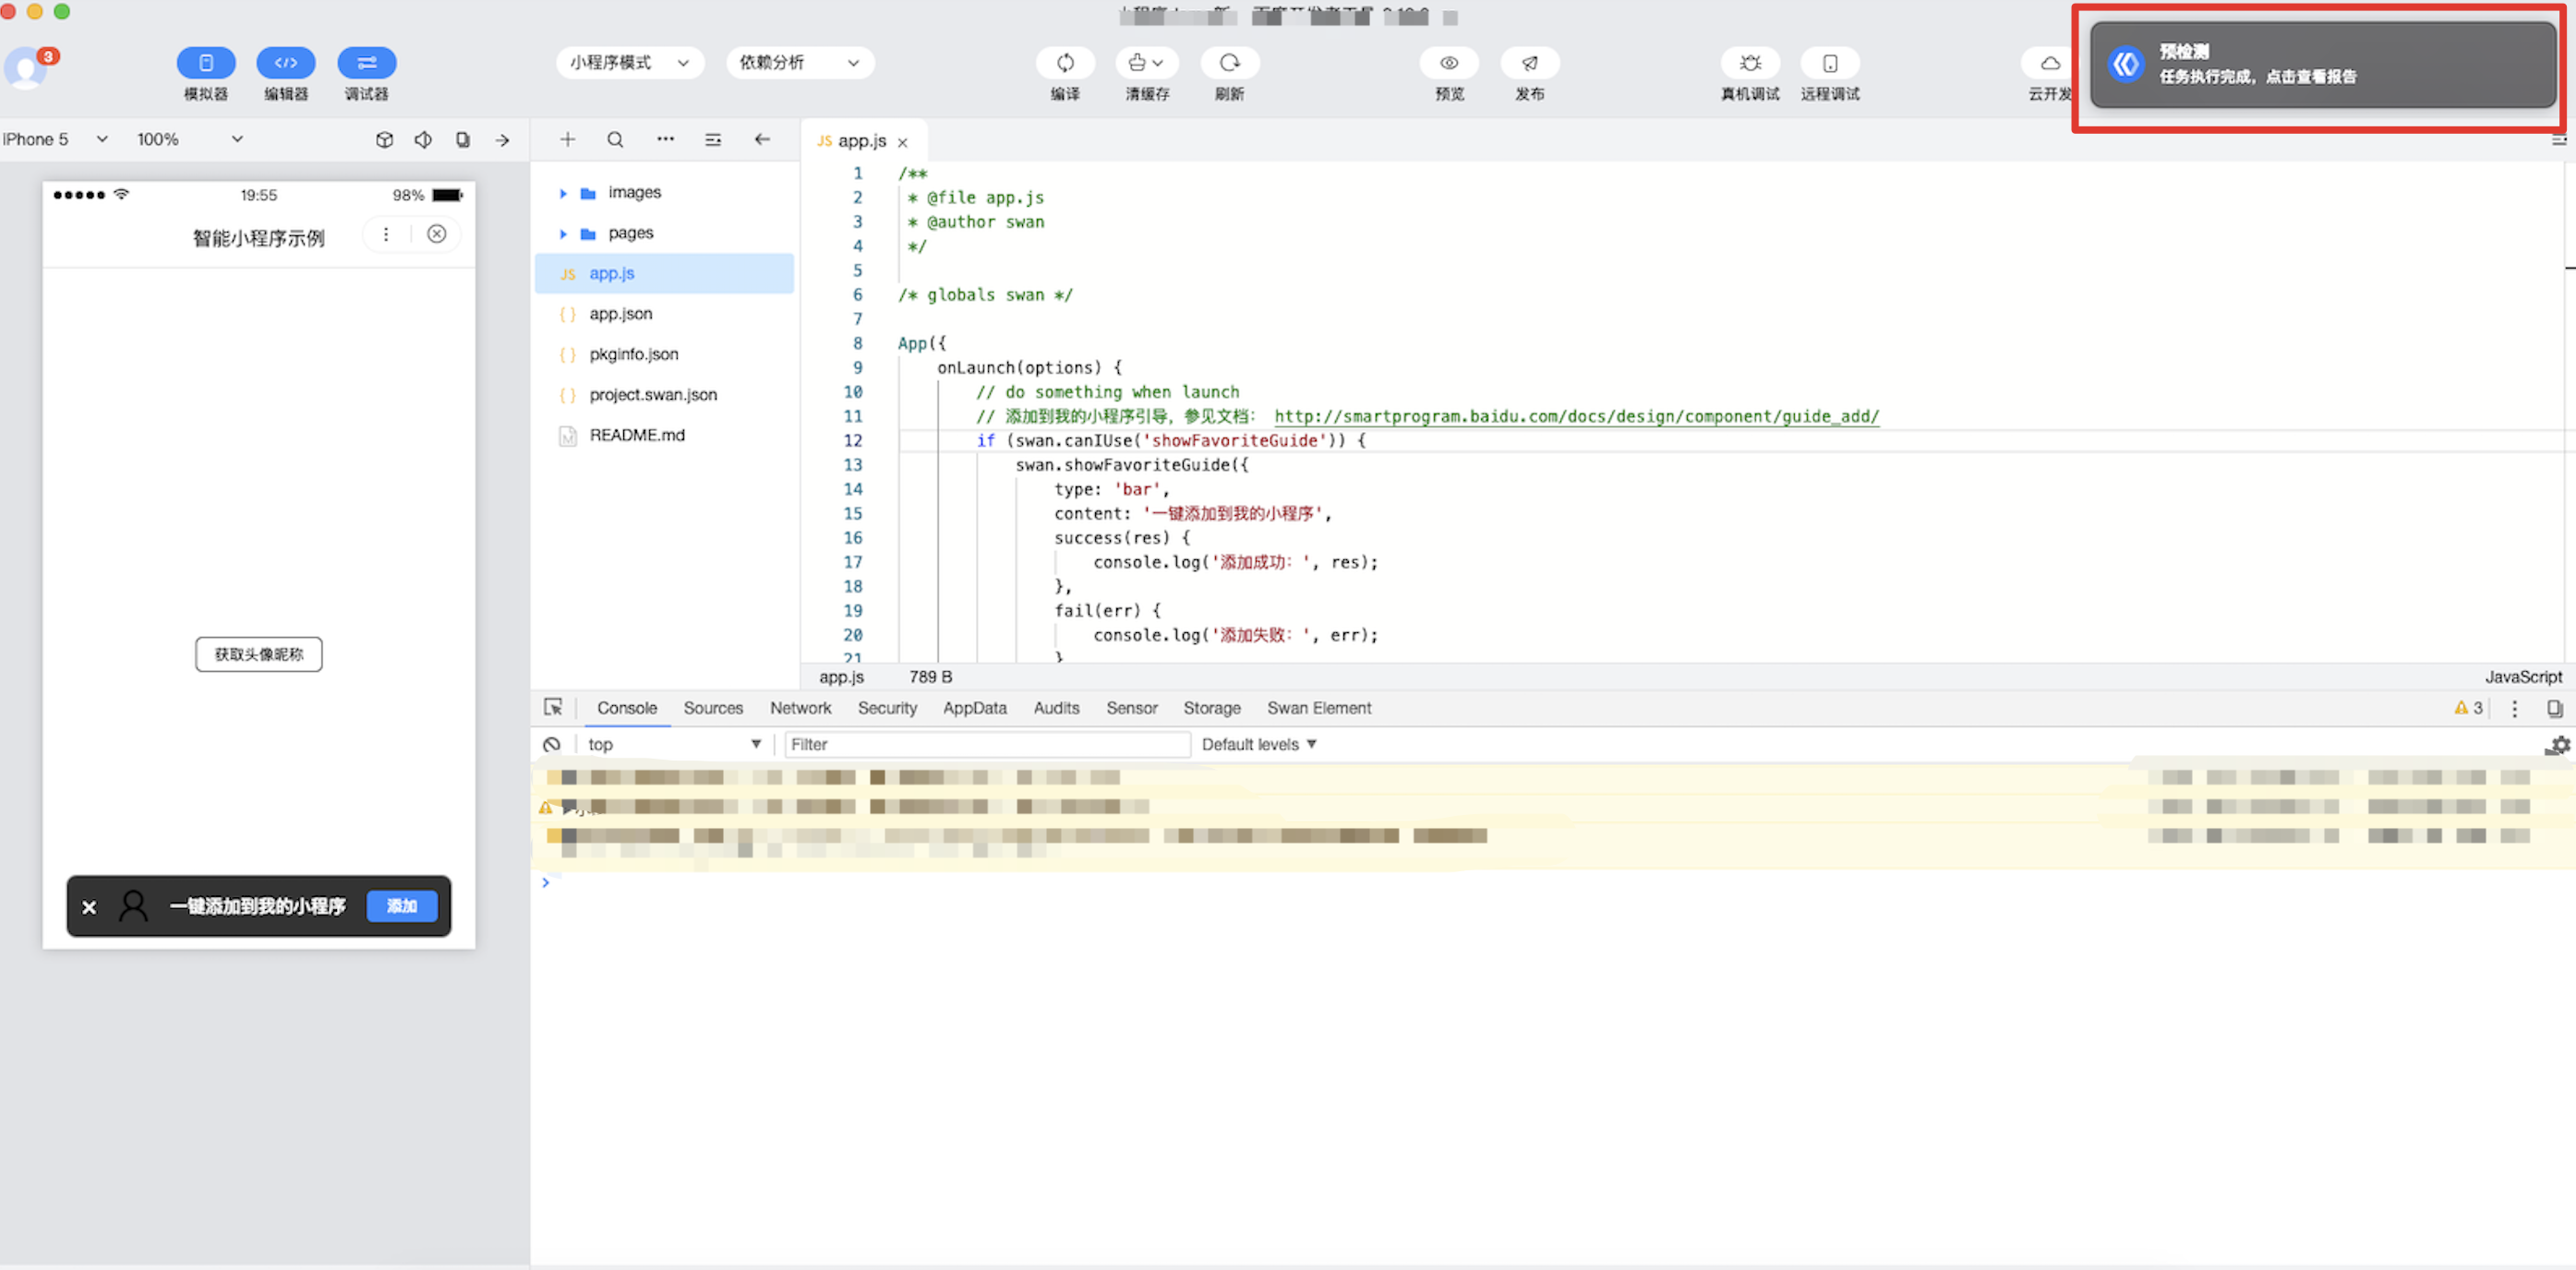 3
模拟器
编辑器
调试器
小程序模式
依赖分析
编译
清缓存
刷新
预览
发布
真机调试
远程调试
云开发
预检测
任务执行完成，点击查看报告
iPhone 5
100%
19:55
98%
智能小程序示例
获取头像昵称
一键添加到我的小程序
添加
images
pages
JS app.js
{ } app.json
{ } pkginfo.json
{ } project.swan.json
M README.md
JS app.js
1 /**
2 * @file app.js
3 * @author swan
4 */
5
6 /* globals swan */
7
8 App({
9 onLaunch(options) {
10 // do something when launch
11 // 添加到我的小程序引导，参见文档： http://smartprogram.baidu.com/docs/design/component/guide_add/
12 if (swan.canIUse('showFavoriteGuide')) {
13 swan.showFavoriteGuide({
14 type: 'bar',
15 content: '一键添加到我的小程序',
16 success(res) {
17 console.log('添加成功：', res);
18 },
19 fail(err) {
20 console.log('添加失败：', err);
21 }
app.js 789 B JavaScript
Console Sources Network Security AppData Audits Sensor Storage Swan Element 3
top Filter Default levels